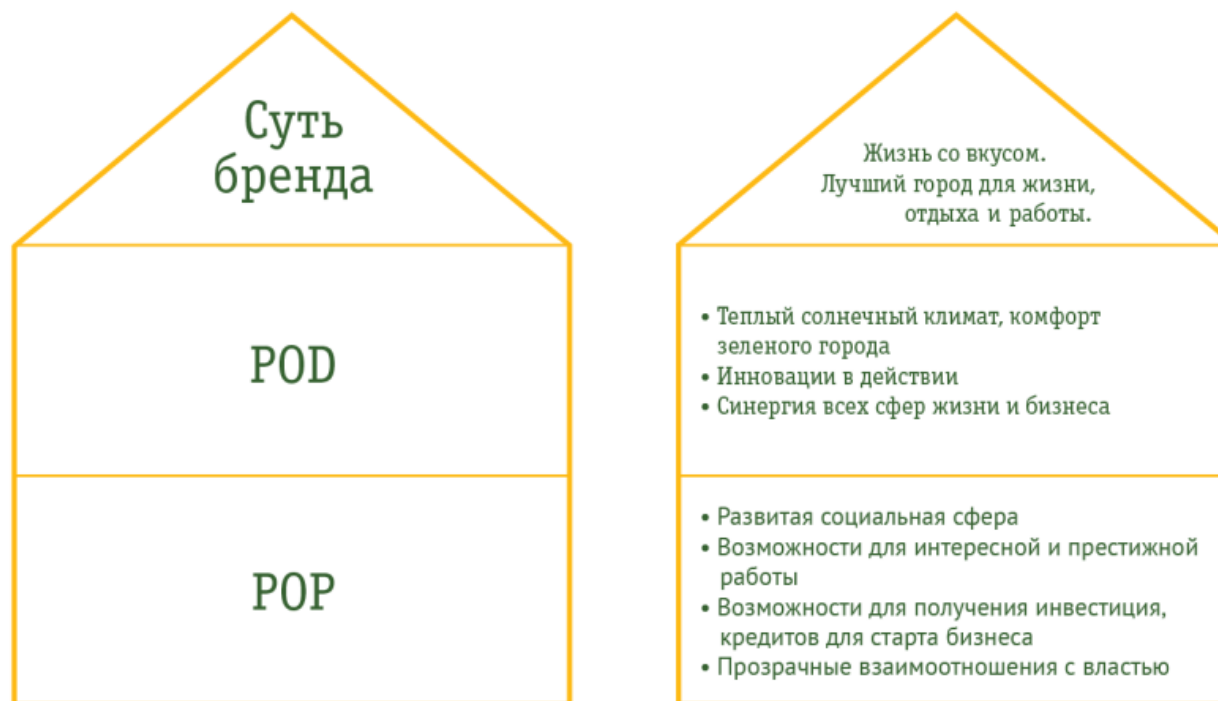 Суть
бренда
POD
POP
Жизнь со вкусом.
Лучший город для жизни,
отдыха и работы.
• Теплый солнечный климат, комфорт
зеленого города
• Инновации в действии
• Синергия всех сфер жизни и бизнеса
• Развитая социальная сфера
• Возможности для интересной и престижной
работы
• Возможности для получения инвестиция,
кредитов для старта бизнеса
• Прозрачные взаимоотношения с властью